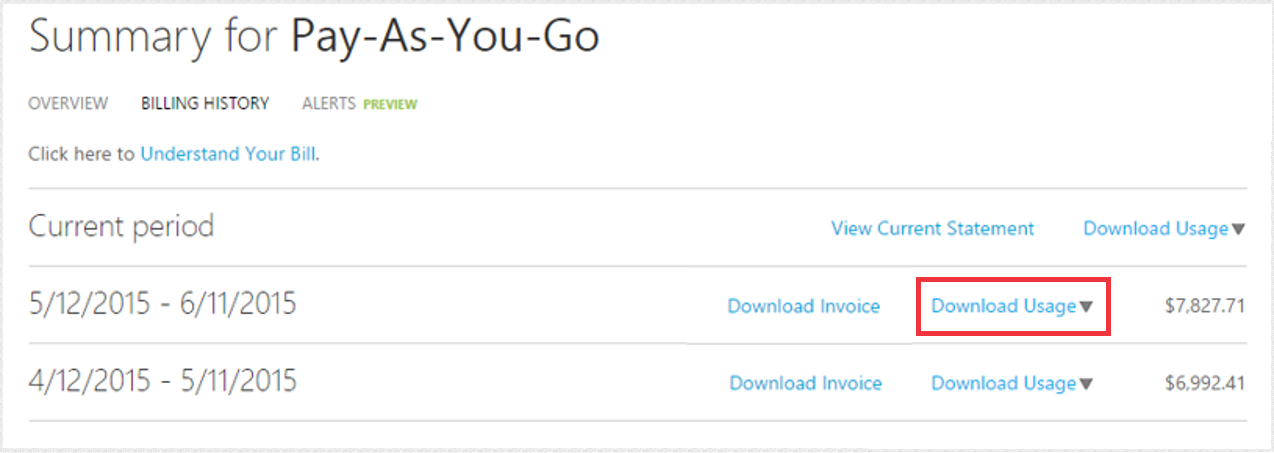 Summary for Pay-As-You-Go
OVERVIEW BILLING HISTORY ALERTS PREVIEW
Click here to Understand Your Bill.
Current period View Current Statement Download Usage▼
5/12/2015 - 6/11/2015 Download Invoice Download Usage▼ $7,827.71
4/12/2015 - 5/11/2015 Download Invoice Download Usage▼ $6,992.41